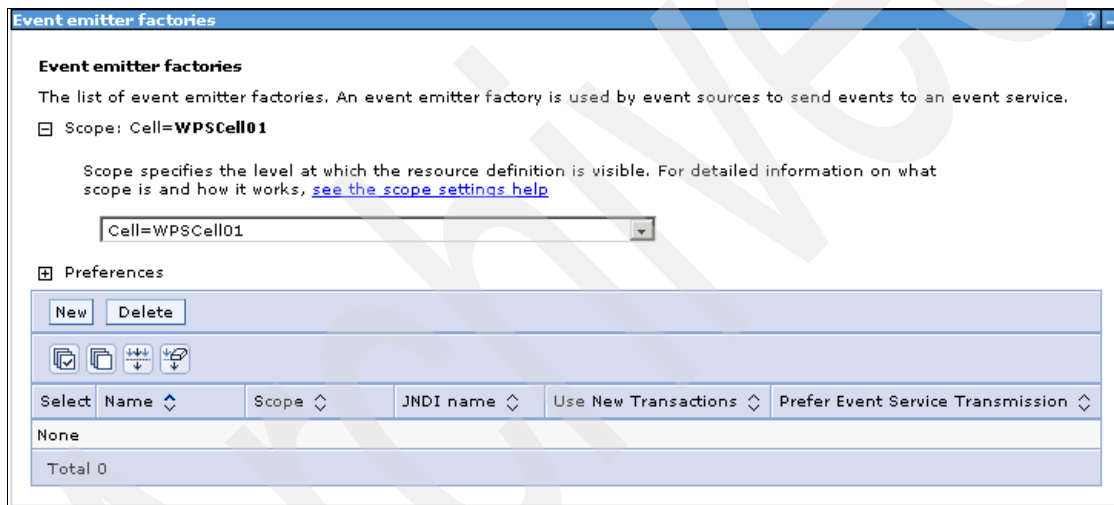 Event emitter factories ? -
Event emitter factories
The list of event emitter factories. An event emitter factory is used by event sources to send events to an event service.
Scope: Cell=WPSCell01
Scope specifies the level at which the resource definition is visible. For detailed information on what
scope is and how it works, see the scope settings help
Cell=WPSCell01
Preferences
New Delete
Select Name Scope JNDI name Use New Transactions Prefer Event Service Transmission
None
Total 0